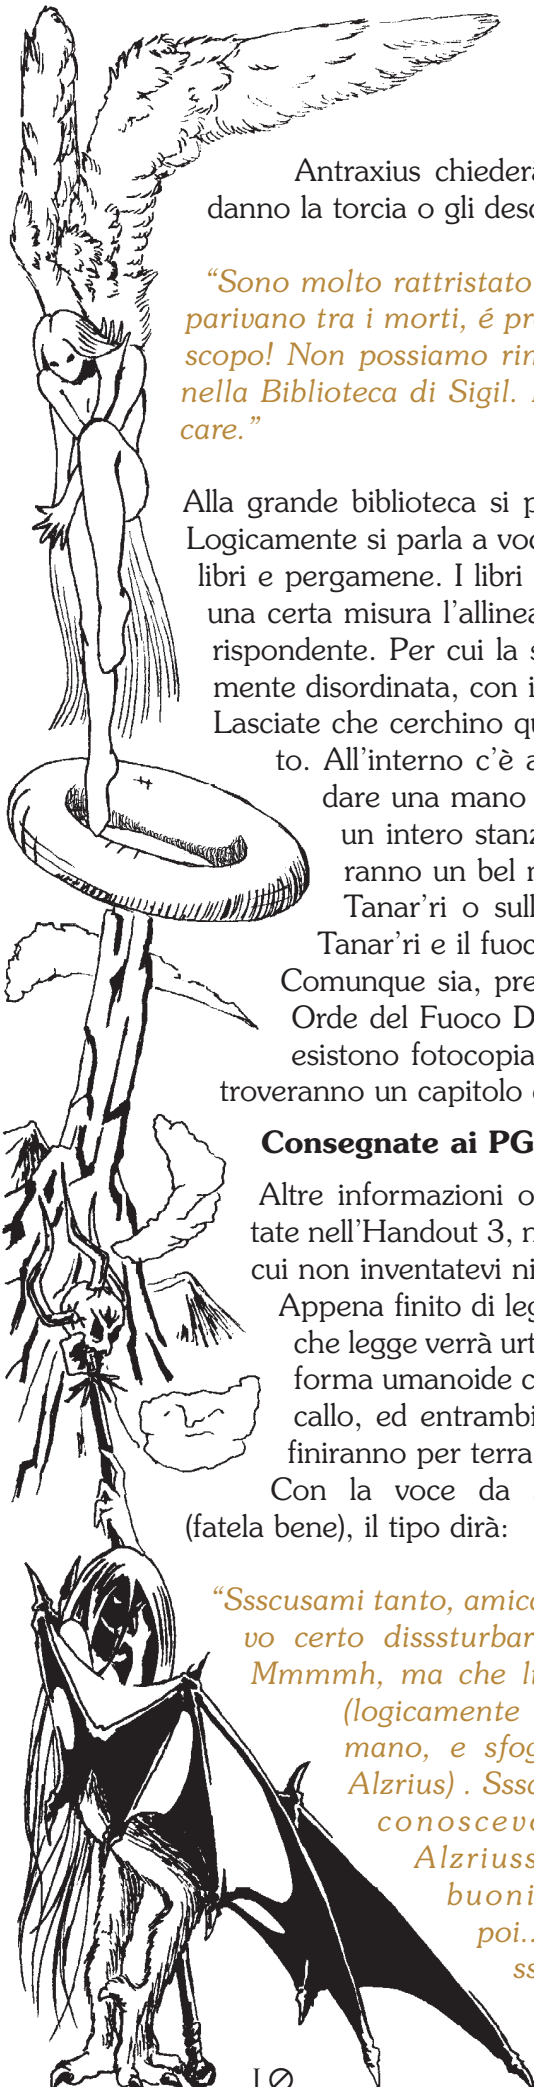 Antraxius chiederà
danno la torcia o gli desc
“Sono molto rattristato
parivano tra i morti, é pr
scopo! Non possiamo rin
nella Biblioteca di Sigil.
care.”
Alla grande biblioteca si p
Logicamente si parla a voc
libri e pergamene. I libri
una certa misura l’allinea
rispondente. Per cui la s
mente disordinata, con i
Lasciate che cerchino qu
to. All’interno c’è a
dare una mano
un intero stanz
ranno un bel n
Tanar’ri o sull
Tanar’ri e il fuoc
Comunque sia, pre
Orde del Fuoco D
esistono fotocopia
troveranno un capitolo
Consegnate ai PG
Altre informazioni o
tate nell’Handout 3, n
cui non inventatevi ni
Appena finito di leg
che legge verrà urt
forma umanoide c
callo, ed entrambi
finiranno per terra
Con la voce da
(fatela bene), il tipo dirà:
“Ssscusami tanto, amico
vo certo disssturbar
Mmmmh, ma che li
(logicamente
mano, e sfog
Alzrius) . Sssc
conoscevo
Alzriuss
buoni
poi..
ss
10